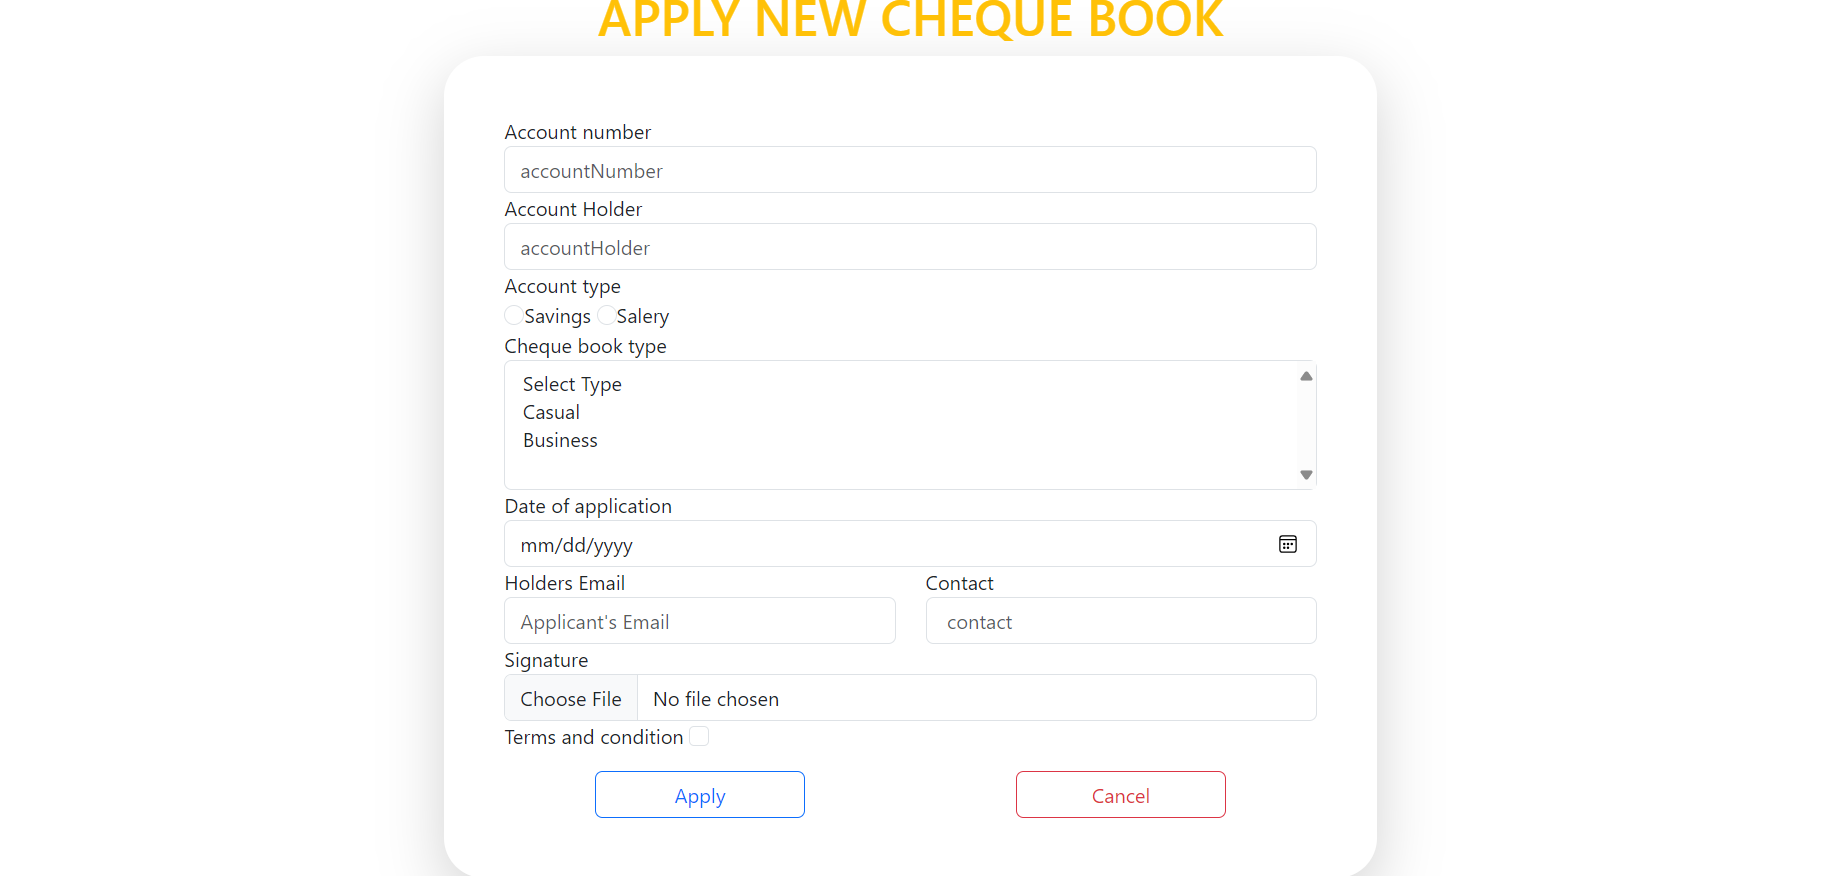 APPLY NEW CHEQUE BOOK
Account number
accountNumber
Account Holder
accountHolder
Account type
Savings Salery
Cheque book type
Select Type
Casual
Business
Date of application
mm/dd/yyyy
Holders Email Contact
Applicant's Email contact
Signature
Choose File No file chosen
Terms and condition
Apply Cancel